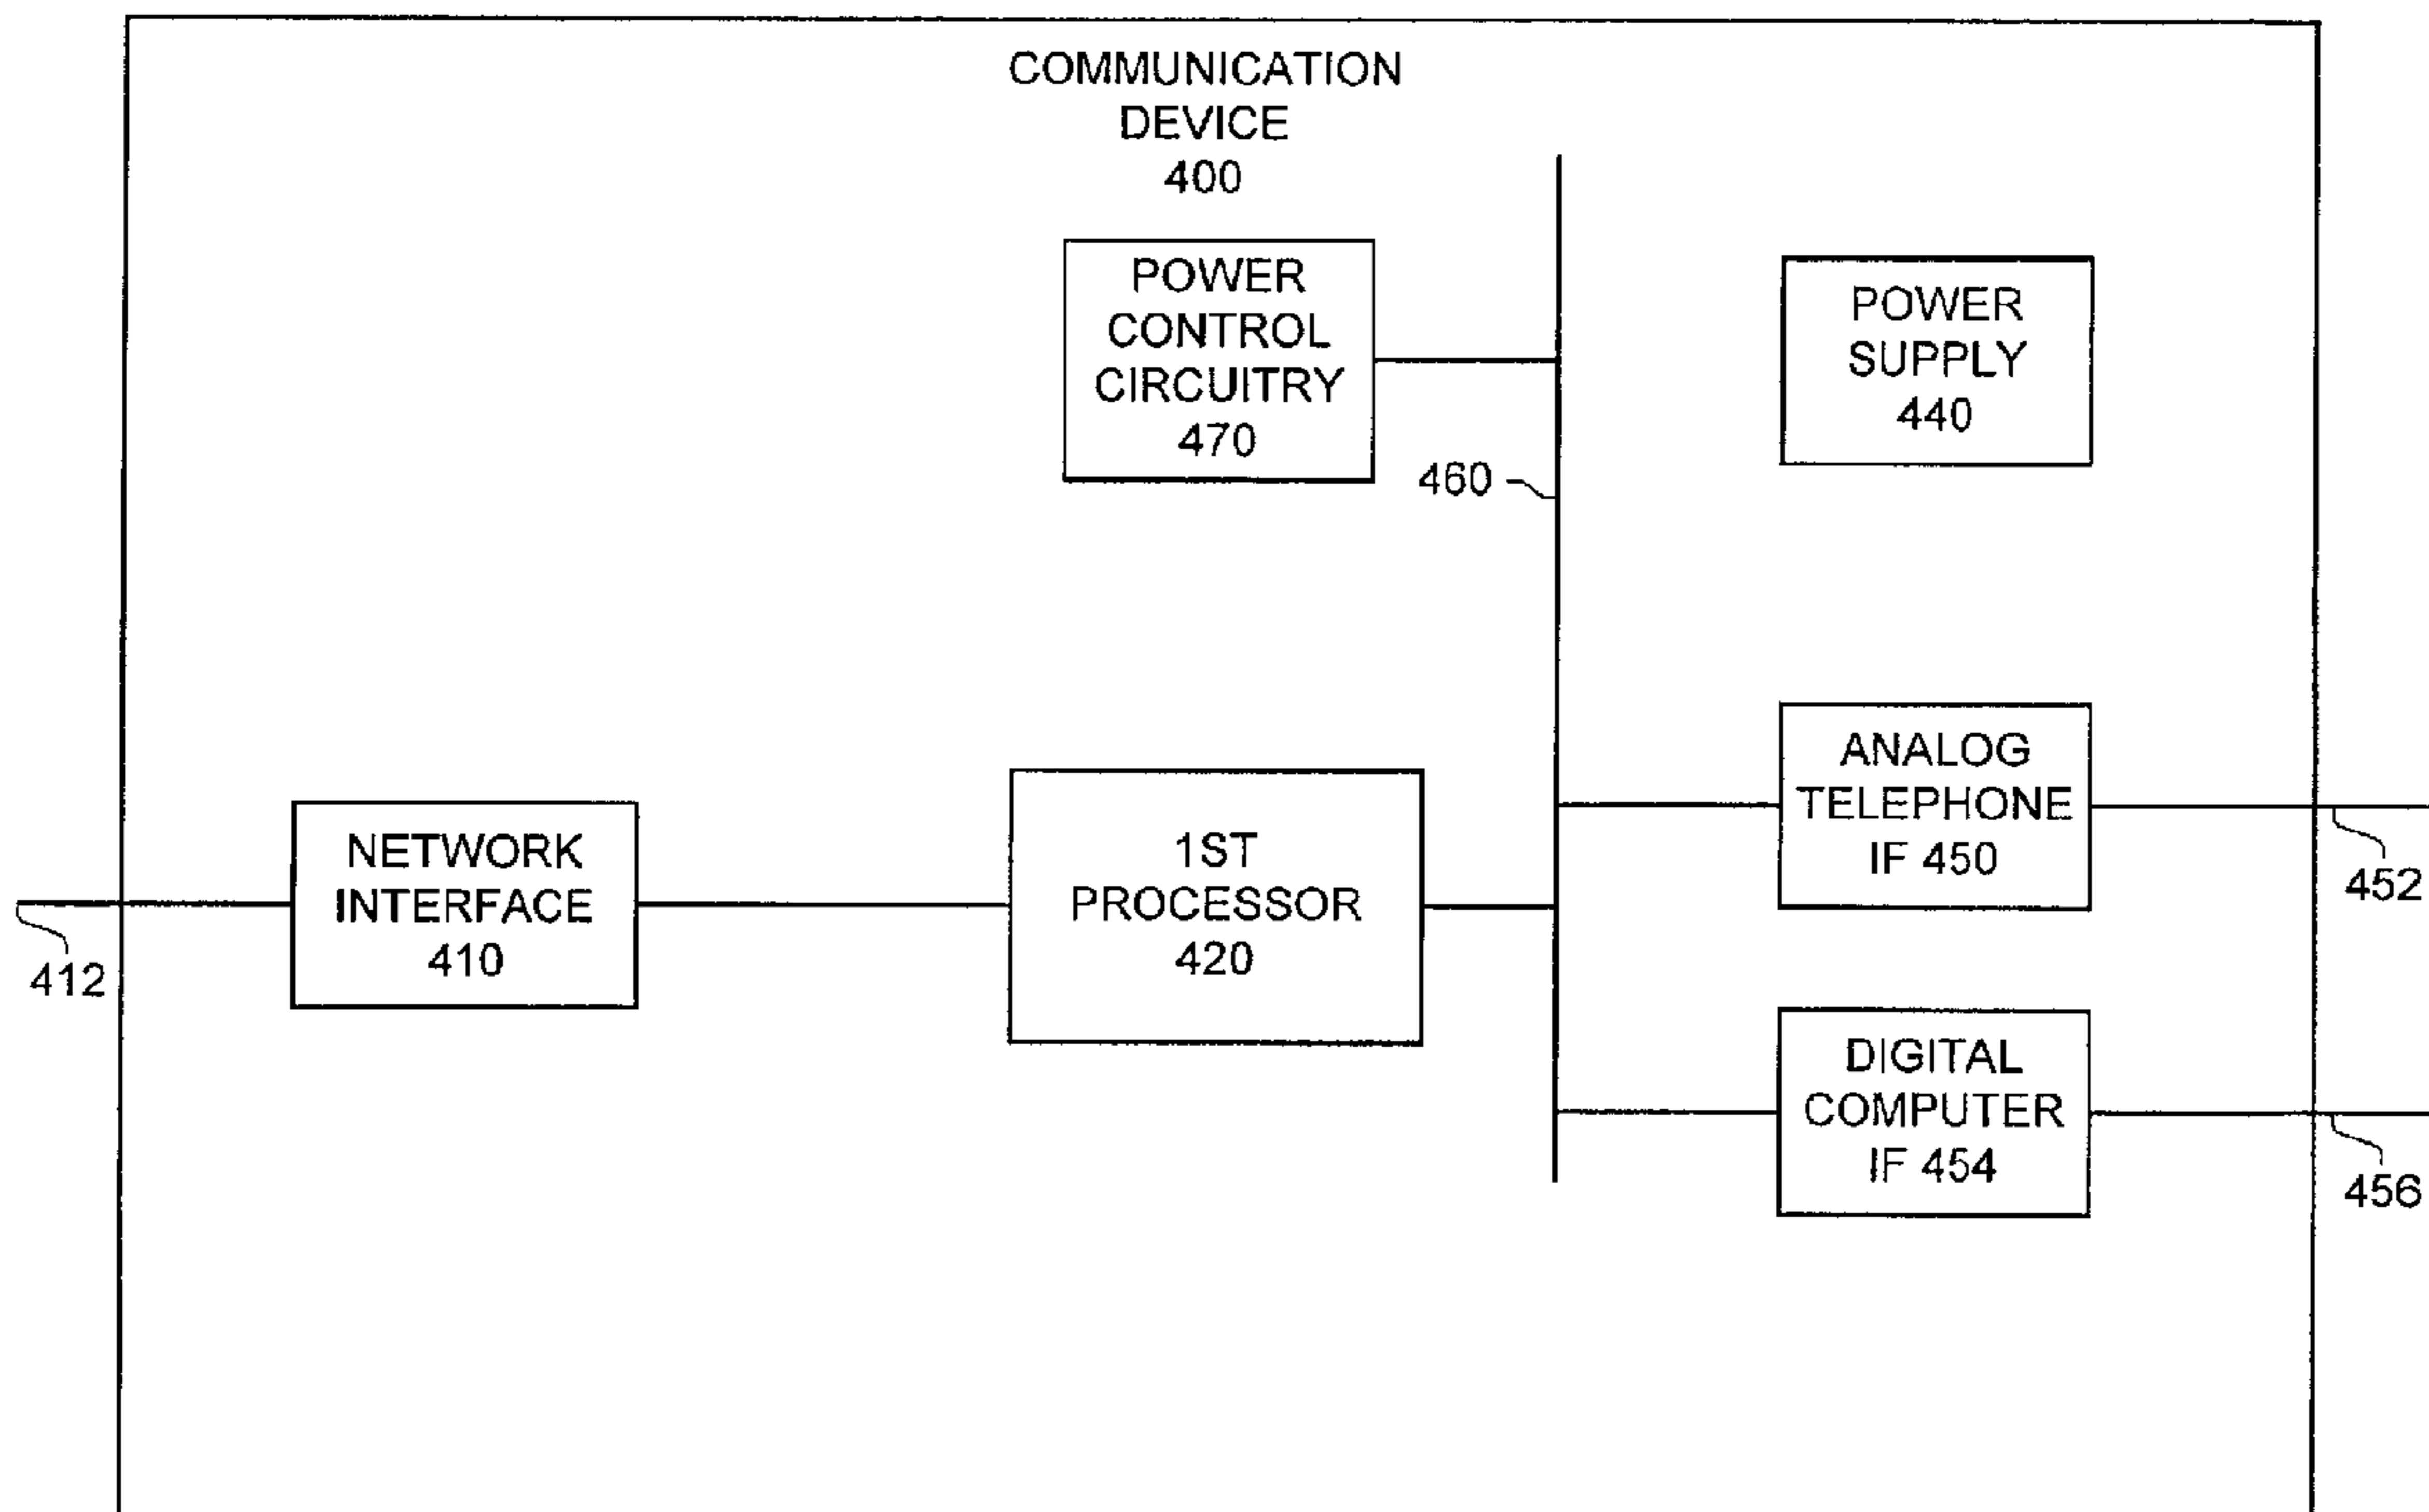 COMMUNICATION
DEVICE
400
POWER
CONTROL
CIRCUITRY
470
POWER
SUPPLY
440
460
ANALOG
TELEPHONE
IF 450
452
NETWORK
INTERFACE
410
412
1ST
PROCESSOR
420
DIGITAL
COMPUTER
IF 454
456